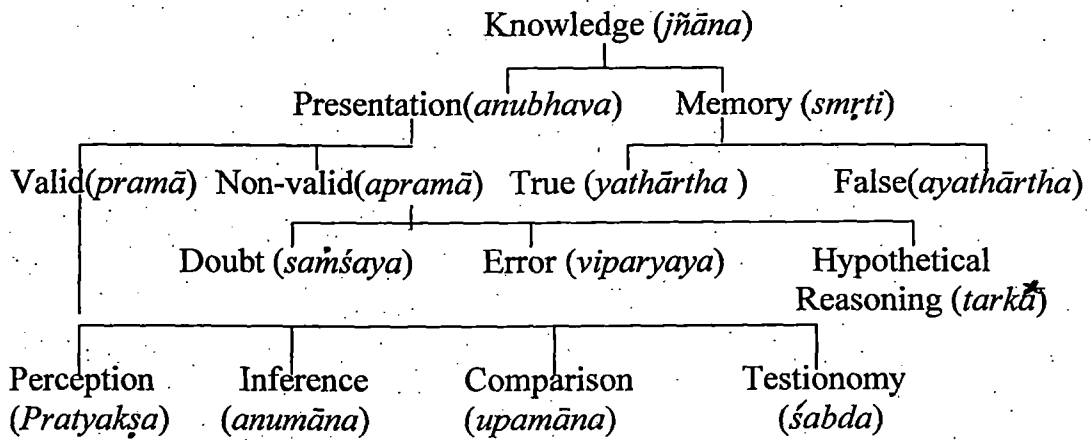 Knowledge (jñāna)
Presentation(anubhava) Memory (smṛti)
Valid(pramā) Non-valid(apramā) True (yathārtha ) False(ayathārtha)
Doubt (saṁśaya) Error (viparyaya) Hypothetical
Reasoning (tarka)
Perception Inference Comparison Testionomy
(Pratyakṣa) (anumāna) (upamāna) (śabda)